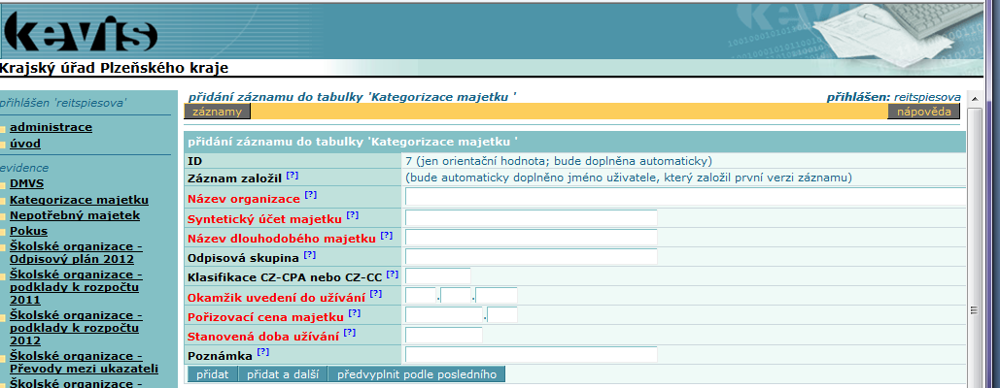 kevis
Krajský úřad Plzeňského kraje
přihlášen 'reitspiesova'
administrace
úvod
evidence
DMVS
Kategorizace majetku
Nepotřebný majetek
Pokus
Školské organizace -
Odpisový plán 2012
Školské organizace -
podklady k rozpočtu
2011
Školské organizace -
podklady k rozpočtu
2012
Školské organizace -
Převody mezi ukazateli
Školské organizace -
přidání záznamu do tabulky 'Kategorizace majetku '
přihlášen: reitspiesova
záznamy
nápověda
přidání záznamu do tabulky 'Kategorizace majetku '
ID 7 (jen orientační hodnota; bude doplněna automaticky)
Záznam založil [?] (bude automaticky doplněno jméno uživatele, který založil první verzi záznamu)
Název organizace [?]
Syntetický účet majetku [?]
Název dlouhodobého majetku [?]
Odpisová skupina [?]
Klasifikace CZ-CPA nebo CZ-CC [?]
Okamžik uvedení do užívání [?] . .
Pořizovací cena majetku [?] .
Stanovená doba užívání [?]
Poznámka [?]
přidat přidat a další předvyplnit podle posledního